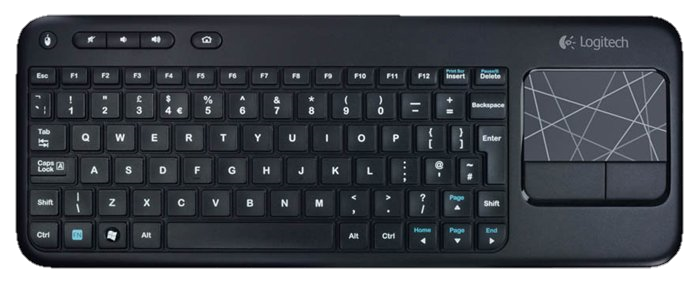 Logitech
Esc F1 F2 F3 F4 F5 F6 F7 F8 F9 F10 F11 F12 Print Scr Insert Pause/B Delete
! 1 " 2 £ 3 $ 4 € % 5 ^ 6 & 7 * 8 ( 9 ) 0 _ - + = Backspace
Tab Q W E R T Y U I O P { [ } ] Enter
Caps Lock A A S D F G H J K L : ; @ ' ~ #
Shift | \ Z X C V B N M < , > . ? / Page Shift
Ctrl FN Alt Alt Ctrl Home Page End